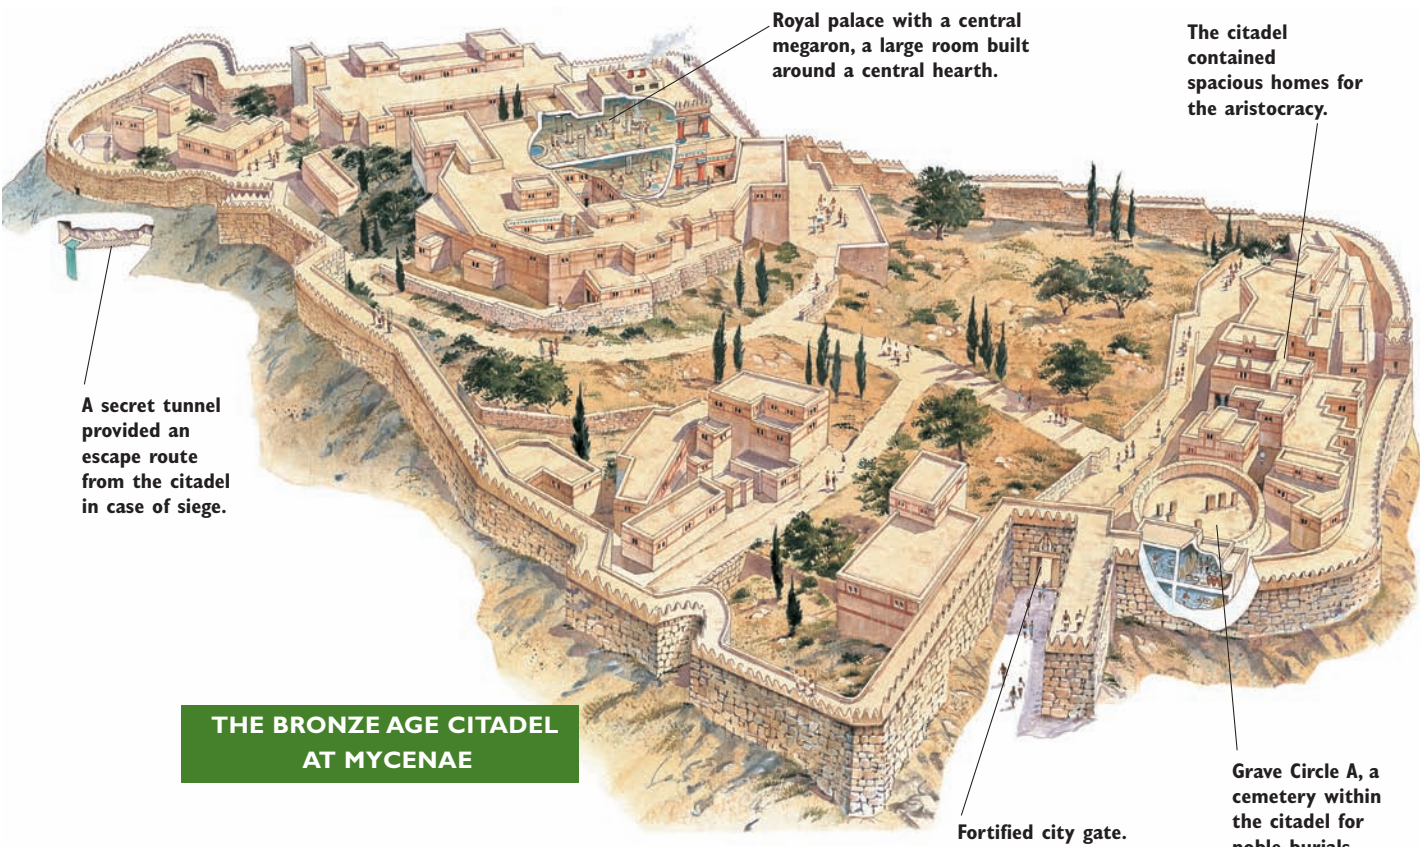 Royal palace with a central
megaron, a large room built
around a central hearth.
The citadel
contained
spacious homes for
the aristocracy.
A secret tunnel
provided an
escape route
from the citadel
in case of siege.
THE BRONZE AGE CITADEL
AT MYCENAE
Fortified city gate.
Grave Circle A, a
cemetery within
the citadel for
noble burials